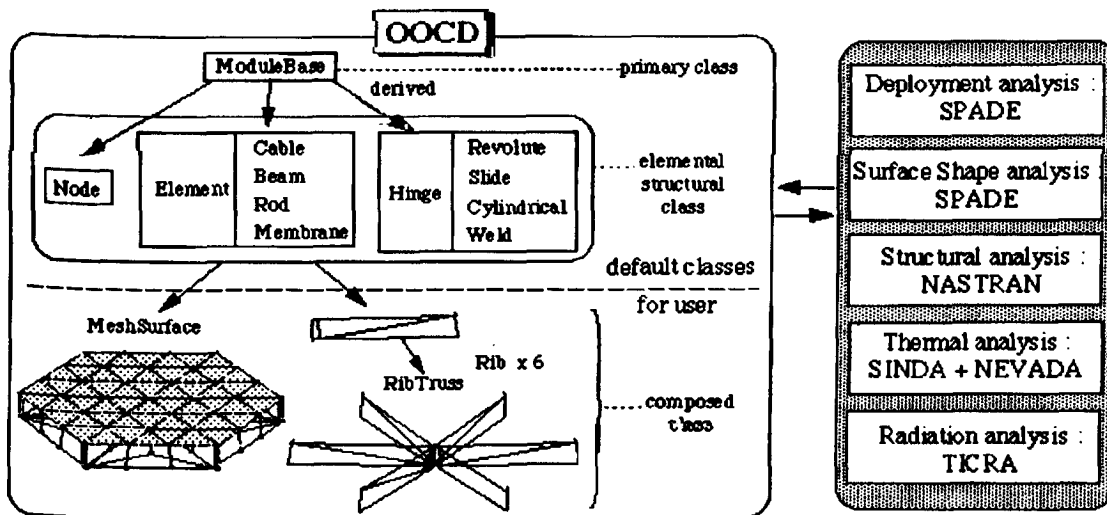 OOCD
ModuleBase
primary class
derived
Node
Element
Cable
Beam
Rod
Membrane
Hinge
Revolute
Slide
Cylindrical
Weld
elemental
structural
class
default classes
for user
MeshSurface
Rib x 6
RibTruss
composed
class
Deployment analysis :
SPADE
Surface Shape analysis :
SPADE
Structural analysis :
NASTRAN
Thermal analysis :
SINDA + NEVADA
Radiation analysis :
TICRA